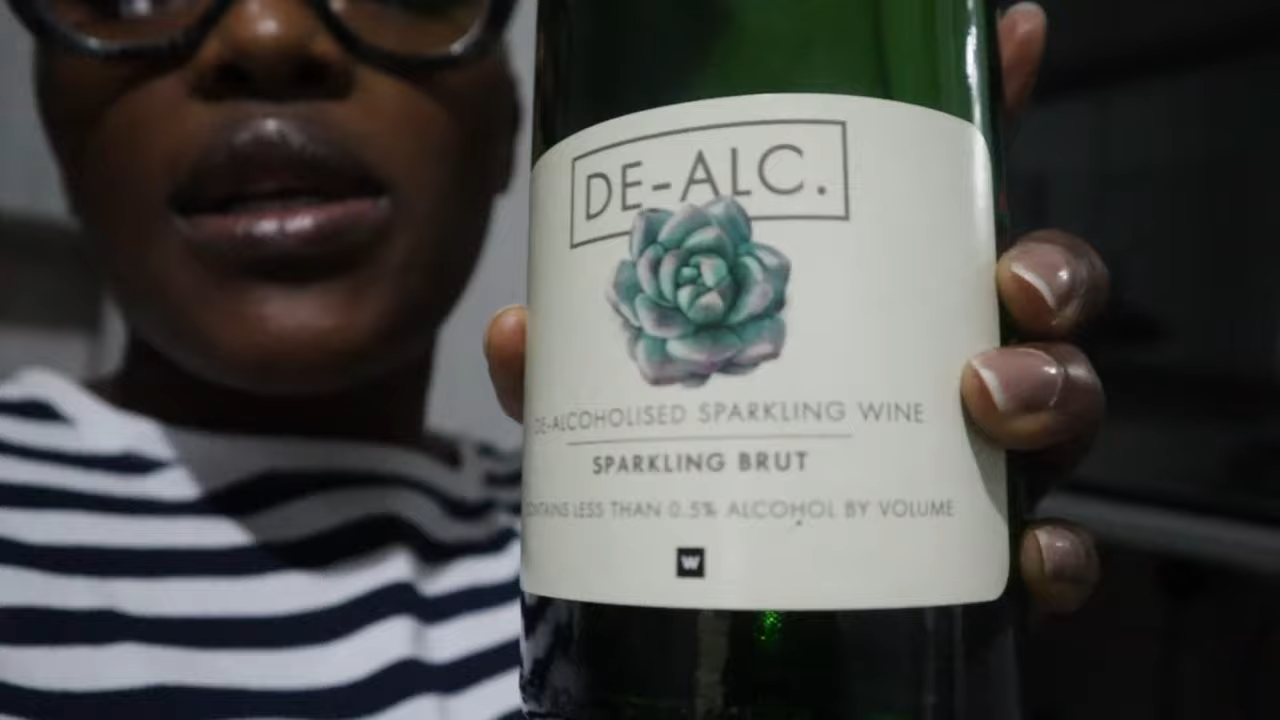 DE-ALC.
DE-ALCOHOLISED SPARKLING WINE
SPARKLING BRUT
CONTAINS LESS THAN 0.5% ALCOHOL BY VOLUME
W